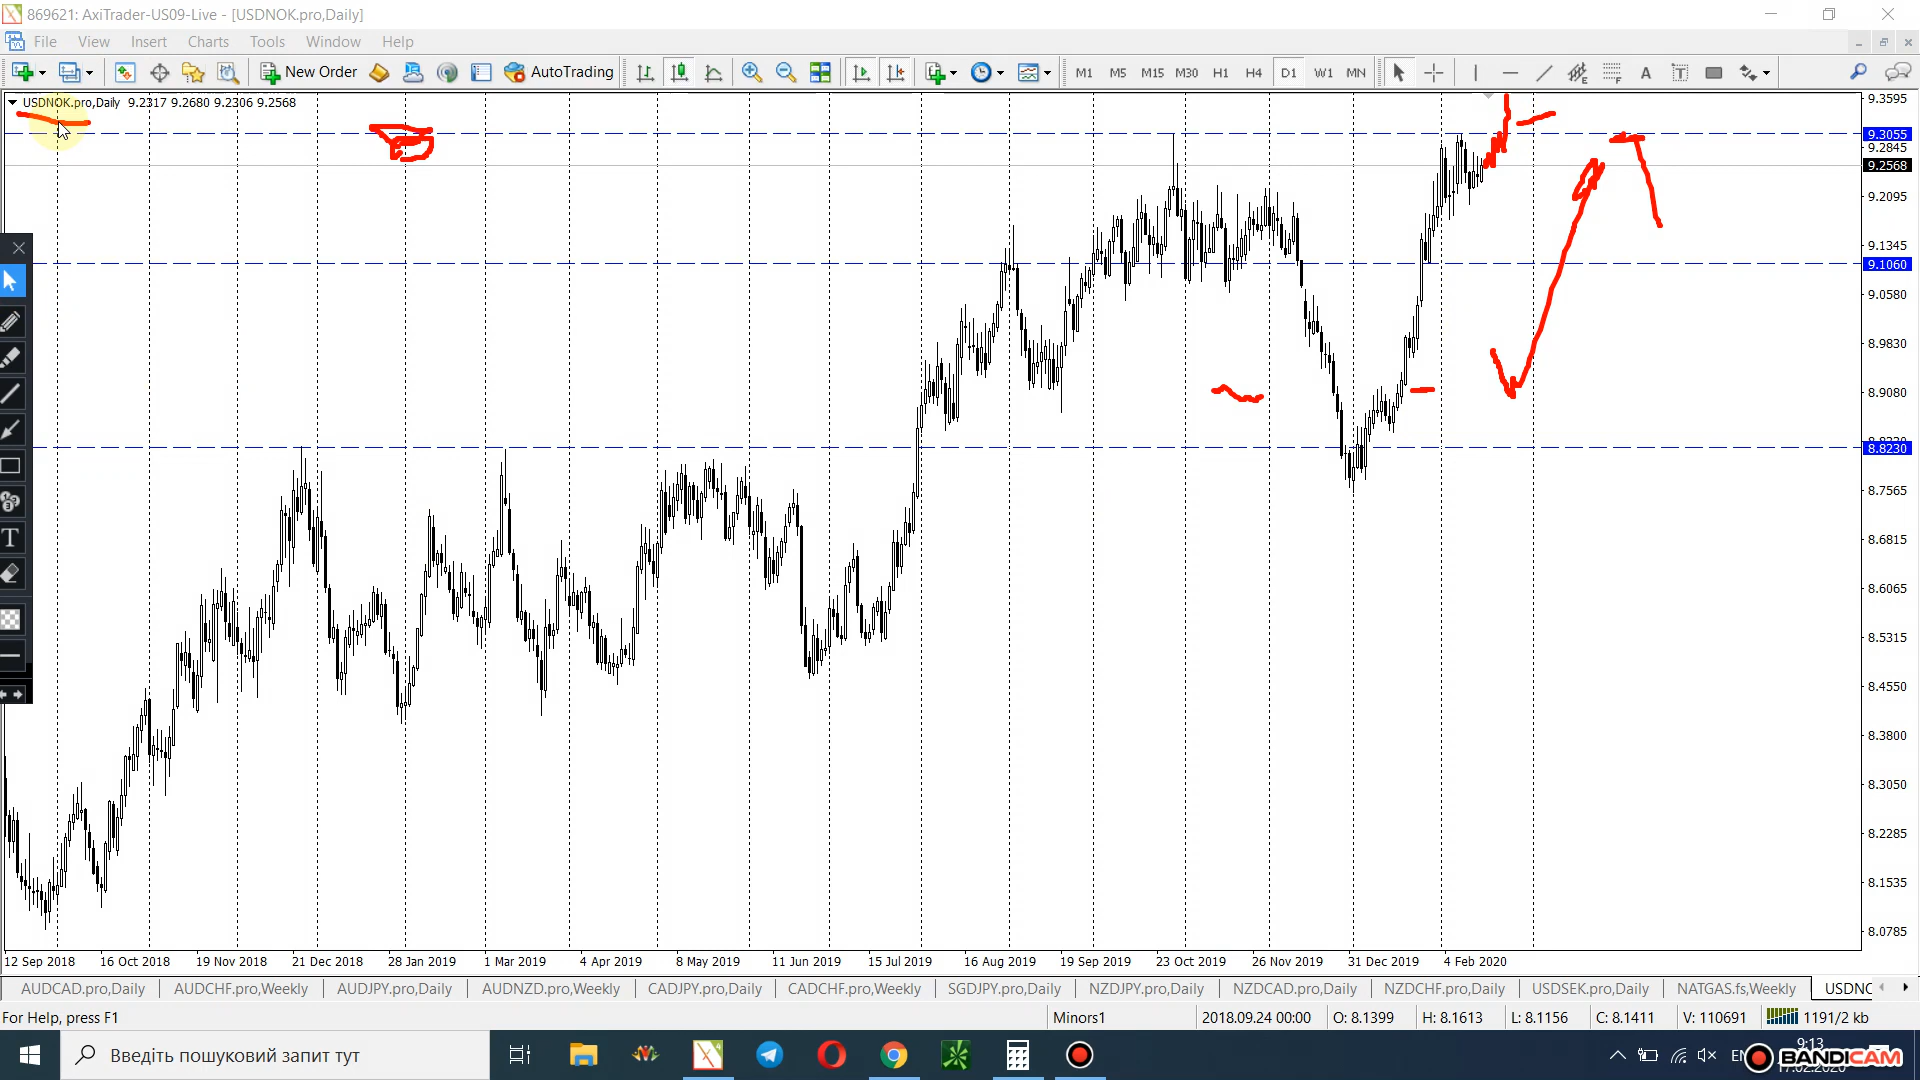 869621: AxiTrader-US09-Live - [USDNOK.pro,Daily]
File View Insert Charts Tools Window Help
New Order AutoTrading M1 M5 M15 M30 H1 H4 D1 W1 MN A T
USDNOK.pro,Daily 9.2317 9.2680 9.2306 9.2568
9.3595
9.3055
9.2845
9.2568
9.2095
9.1345
9.1060
9.0580
8.9830
8.9080
8.8230
8.7565
8.6815
8.6065
8.5315
8.4550
8.3800
8.3050
8.2285
8.1535
8.0785
T
12 Sep 2018 16 Oct 2018 19 Nov 2018 21 Dec 2018 28 Jan 2019 1 Mar 2019 4 Apr 2019 8 May 2019 11 Jun 2019 15 Jul 2019 16 Aug 2019 19 Sep 2019 23 Oct 2019 26 Nov 2019 31 Dec 2019 4 Feb 2020
AUDCAD.pro,Daily AUDCHF.pro,Weekly AUDJPY.pro,Daily AUDNZD.pro,Weekly CADJPY.pro,Daily CADCHF.pro,Weekly SGDJPY.pro,Daily NZDJPY.pro,Daily NZDCAD.pro,Daily NZDCHF.pro,Daily USDSEK.pro,Daily NATGAS.fs,Weekly USDNO
For Help, press F1 Minors1 2018.09.24 00:00 O: 8.1399 H: 8.1613 L: 8.1156 C: 8.1411 V: 110691 1191/2 kb
Введіть пошуковий запит тут
9:13
BANDICAM